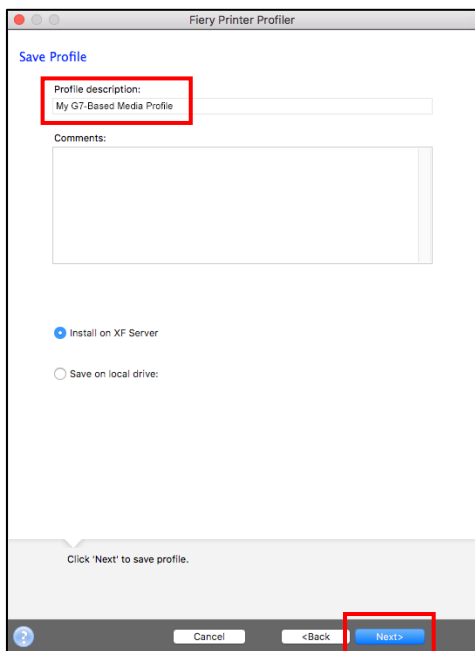 Fiery Printer Profiler
Save Profile
Profile description:
My G7-Based Media Profile
Comments:
Install on XF Server
Save on local drive:
Click 'Next' to save profile.
?
Cancel
<Back
Next>